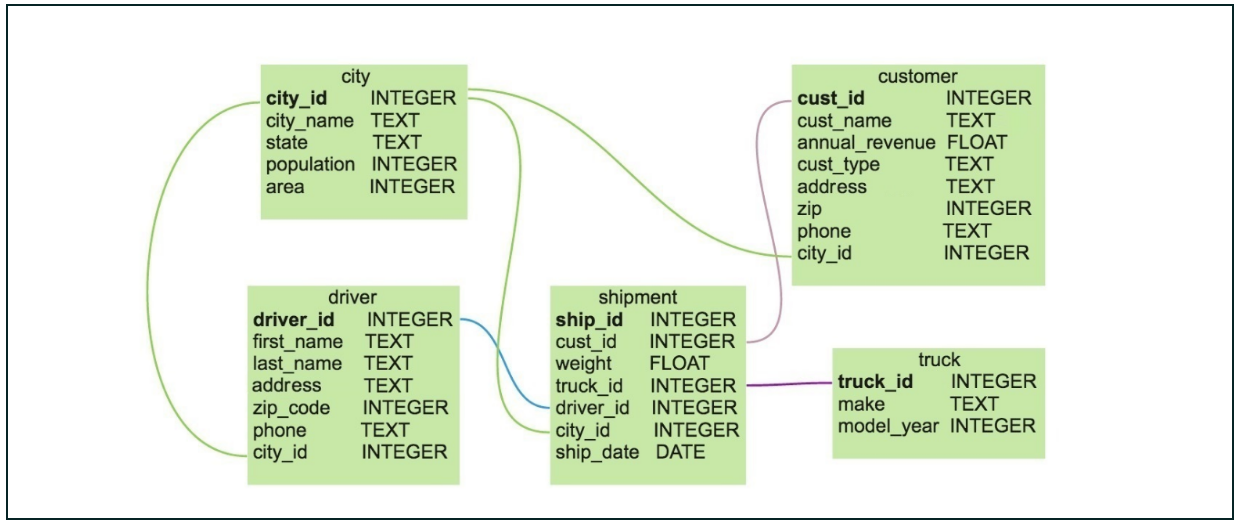 city
city_id INTEGER
city_name TEXT
state TEXT
population INTEGER
area INTEGER
customer
cust_id INTEGER
cust_name TEXT
annual_revenue FLOAT
cust_type TEXT
address TEXT
zip INTEGER
phone TEXT
city_id INTEGER
driver
driver_id INTEGER
first_name TEXT
last_name TEXT
address TEXT
zip_code INTEGER
phone TEXT
city_id INTEGER
shipment
ship_id INTEGER
cust_id INTEGER
weight FLOAT
truck_id INTEGER
driver_id INTEGER
city_id INTEGER
ship_date DATE
truck
truck_id INTEGER
make TEXT
model_year INTEGER